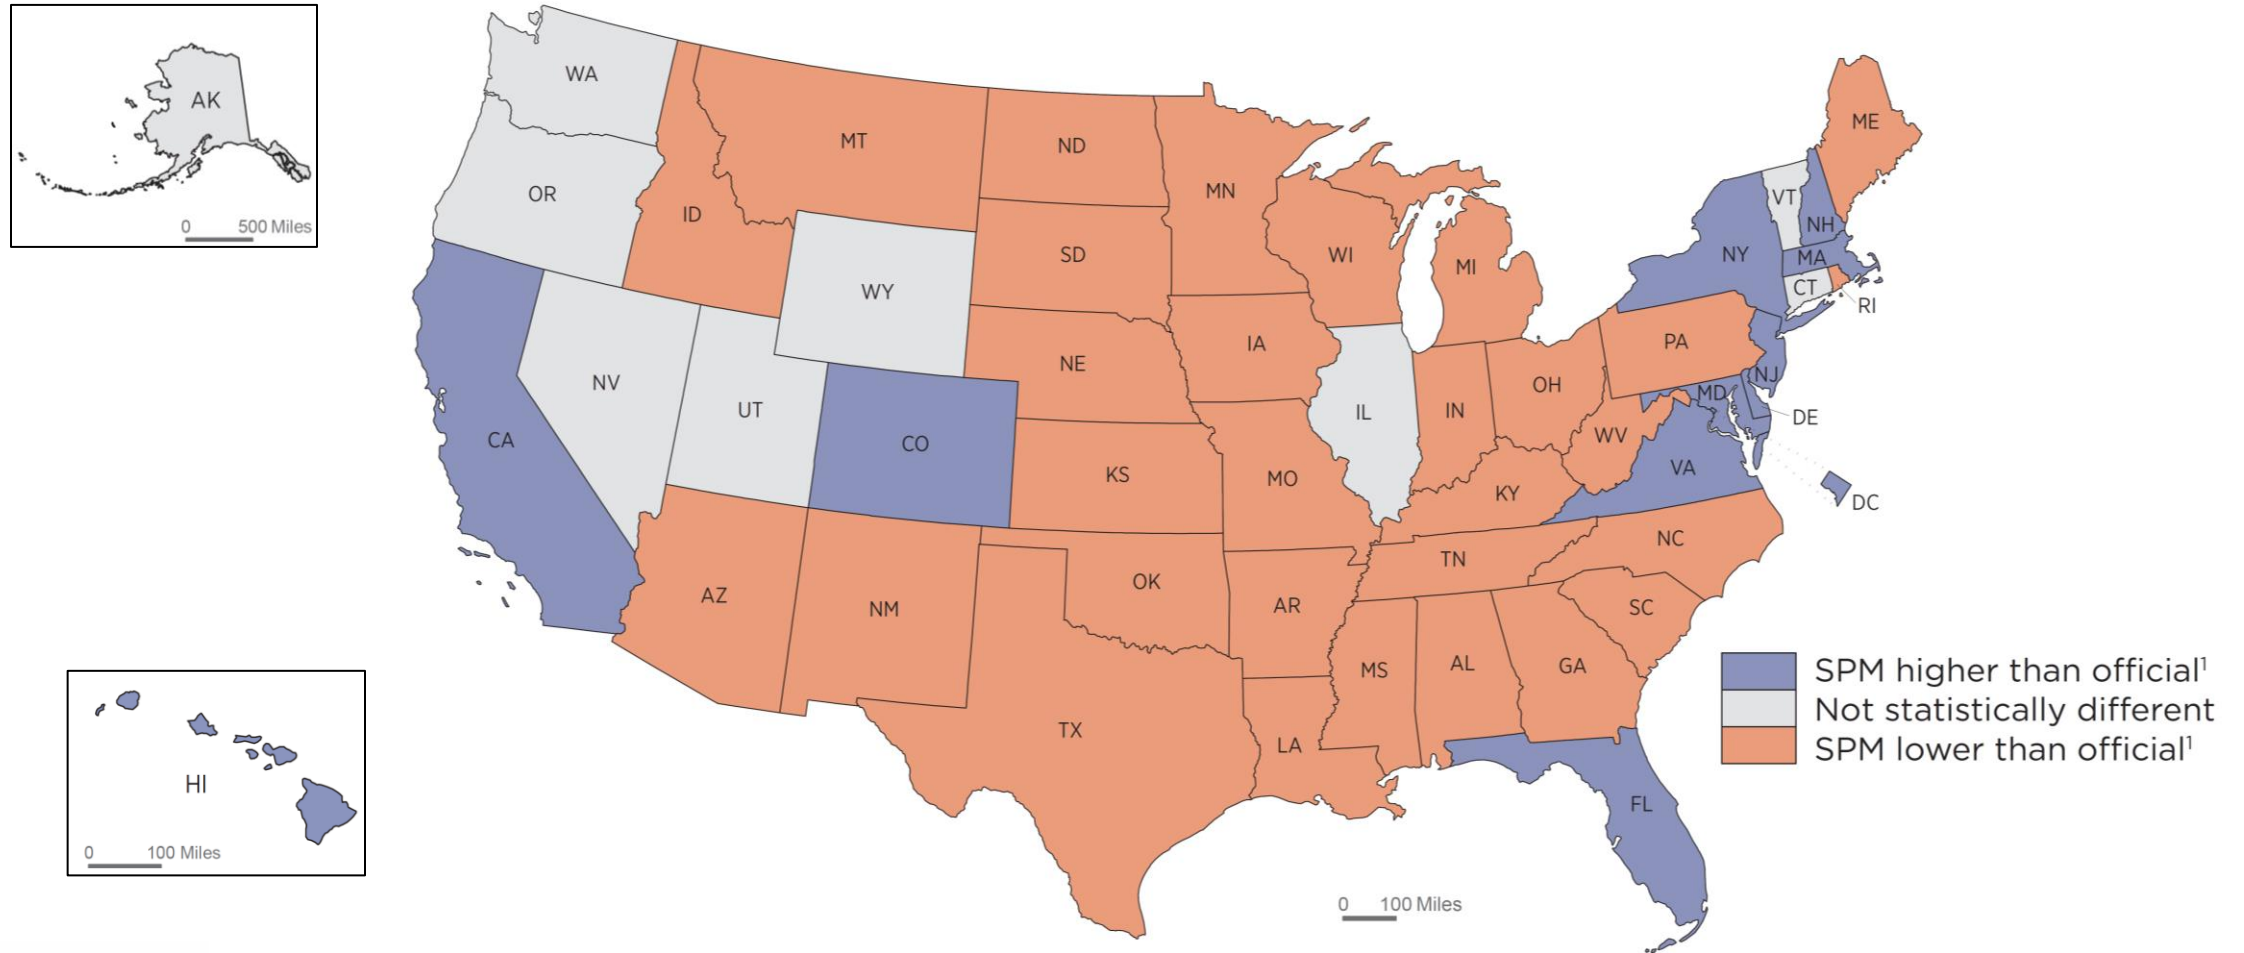 AK
0 500 Miles
WA
OR
MT
ID
ND
MN
SD
WY
WI
MI
ME
VT
NH
NY
MA
CT
RI
NE
IA
PA
NV
UT
CA
CO
KS
MO
IL
IN
OH
NJ
MD
DE
WV
VA
DC
KY
NC
TN
AZ
NM
OK
AR
SC
MS
AL
GA
TX
LA
FL
HI
0 100 Miles
0 100 Miles
SPM higher than official¹
Not statistically different
SPM lower than official¹